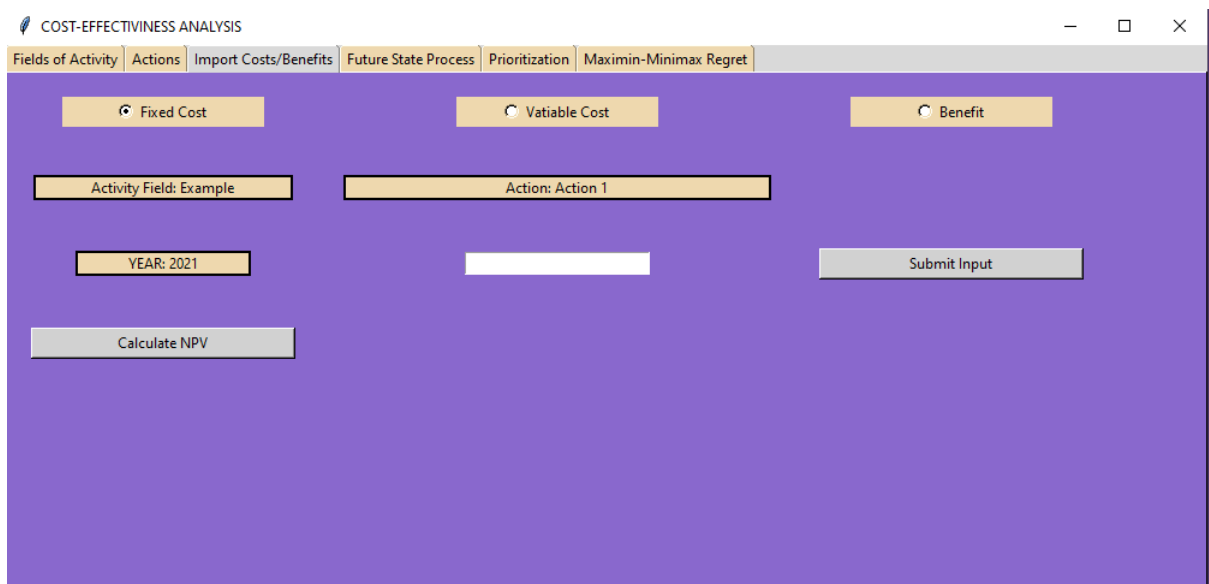 COST-EFFECTIVINESS ANALYSIS
Fields of Activity Actions Import Costs/Benefits Future State Process Prioritization Maximin-Minimax Regret
Fixed Cost Vatiable Cost Benefit
Activity Field: Example Action: Action 1
YEAR: 2021 Submit Input
Calculate NPV